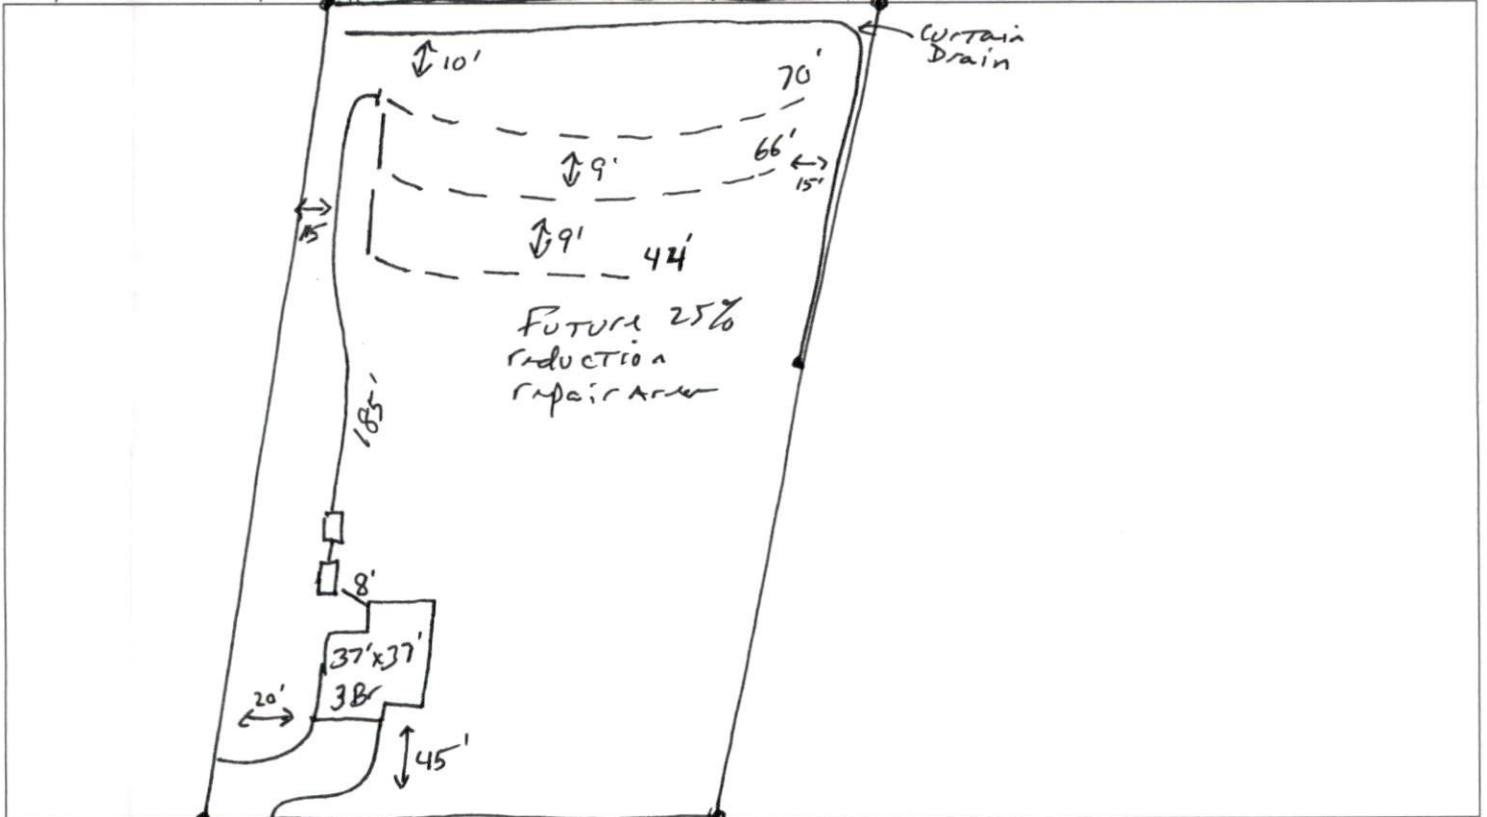 Curtain
Drain
10'
70'
66'
9'
15'
15
9'
44'
Future 25%
reduction
repair Area
185'
8'
37'x37'
3Br
20'
45'